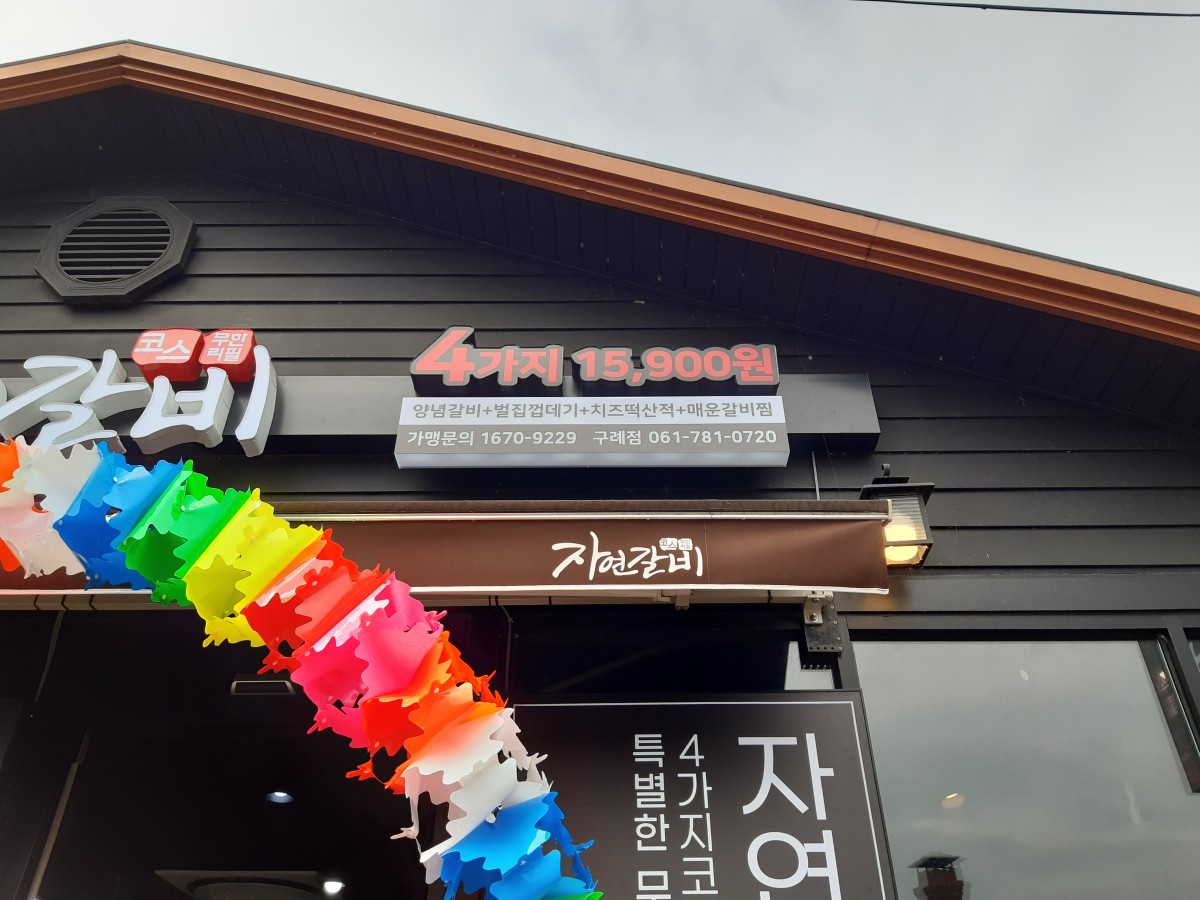 코스
무한
리필
갈비
4가지 15,900원
양념갈비+벌집껍데기+치즈떡산적+매운갈비찜
가맹문의 1670-9229 구례점 061-781-0720
자연갈비
코스
자연
4가지코
특별한 무